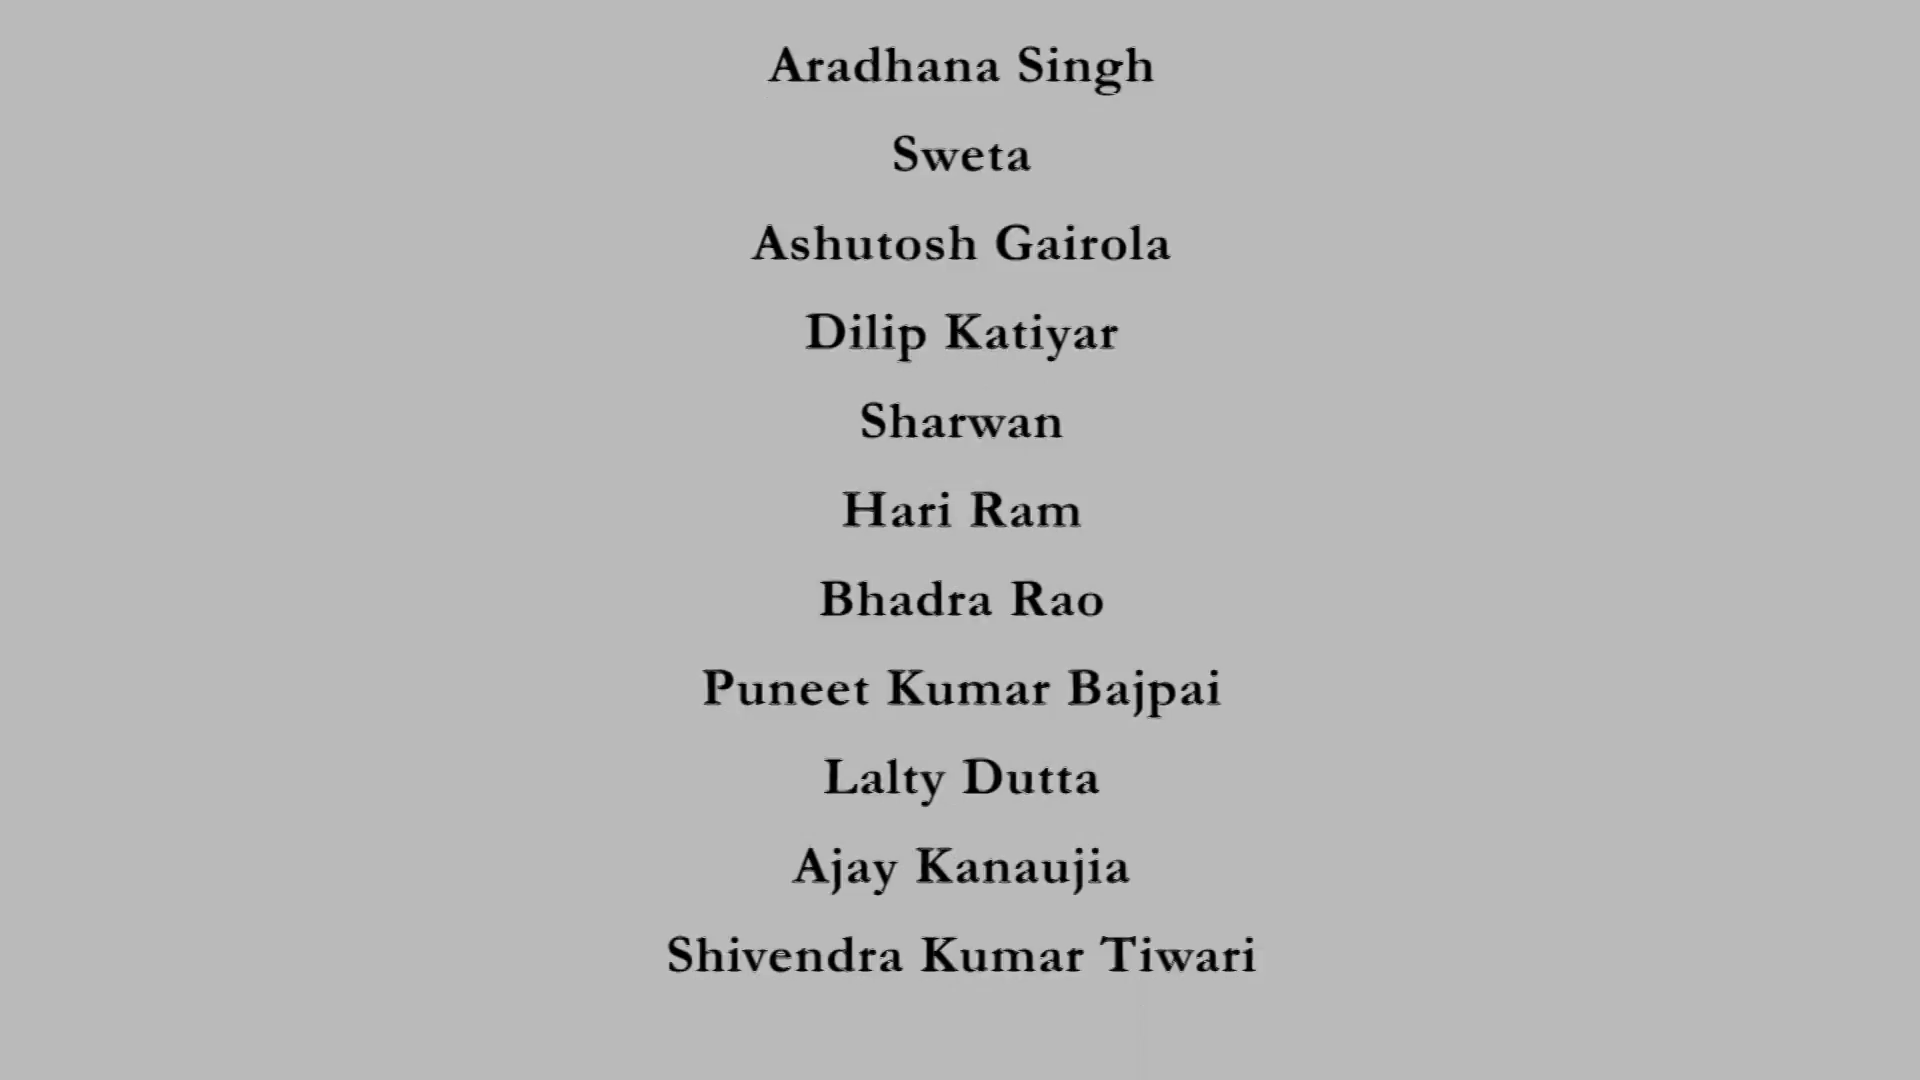 Aradhana Singh
Sweta
Ashutosh Gairola
Dilip Katiyar
Sharwan
Hari Ram
Bhadra Rao
Puneet Kumar Bajpai
Lalty Dutta
Ajay Kanaujia
Shivendra Kumar Tiwari